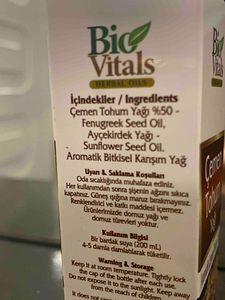 Bio
Vitals
HERBAL OILS
İçindekiler / Ingredients
Çemen Tohum Yağı %50 -
Fenugreek Seed Oil,
Ayçekirdek Yağı -
Sunflower Seed Oil.
Aromatik Bitkisel Karışım Yağ
Uyarı & Saklama Koşulları
Oda sıcaklığında muhafaza ediniz.
Her kullanımdan sonra şişenin ağzını sıkıca
kapatınız. Güneş ışığına maruz bırakmayınız.
Renklendirici ve katkı maddesi içermez.
Ürünlerimizde domuz yağı ve
domuz türevleri yoktur.
Kullanım Bilgisi
Bir bardak suya (200 mL)
4-5 damla damlatılarak tüketilir.
Warning & Storage
Keep it at room temperature. Tightly lock
the cap of the bottle after each use.
Do not expose it to the sunlight. Keep away
from the reach of children.
It does not
Vit
Çemen